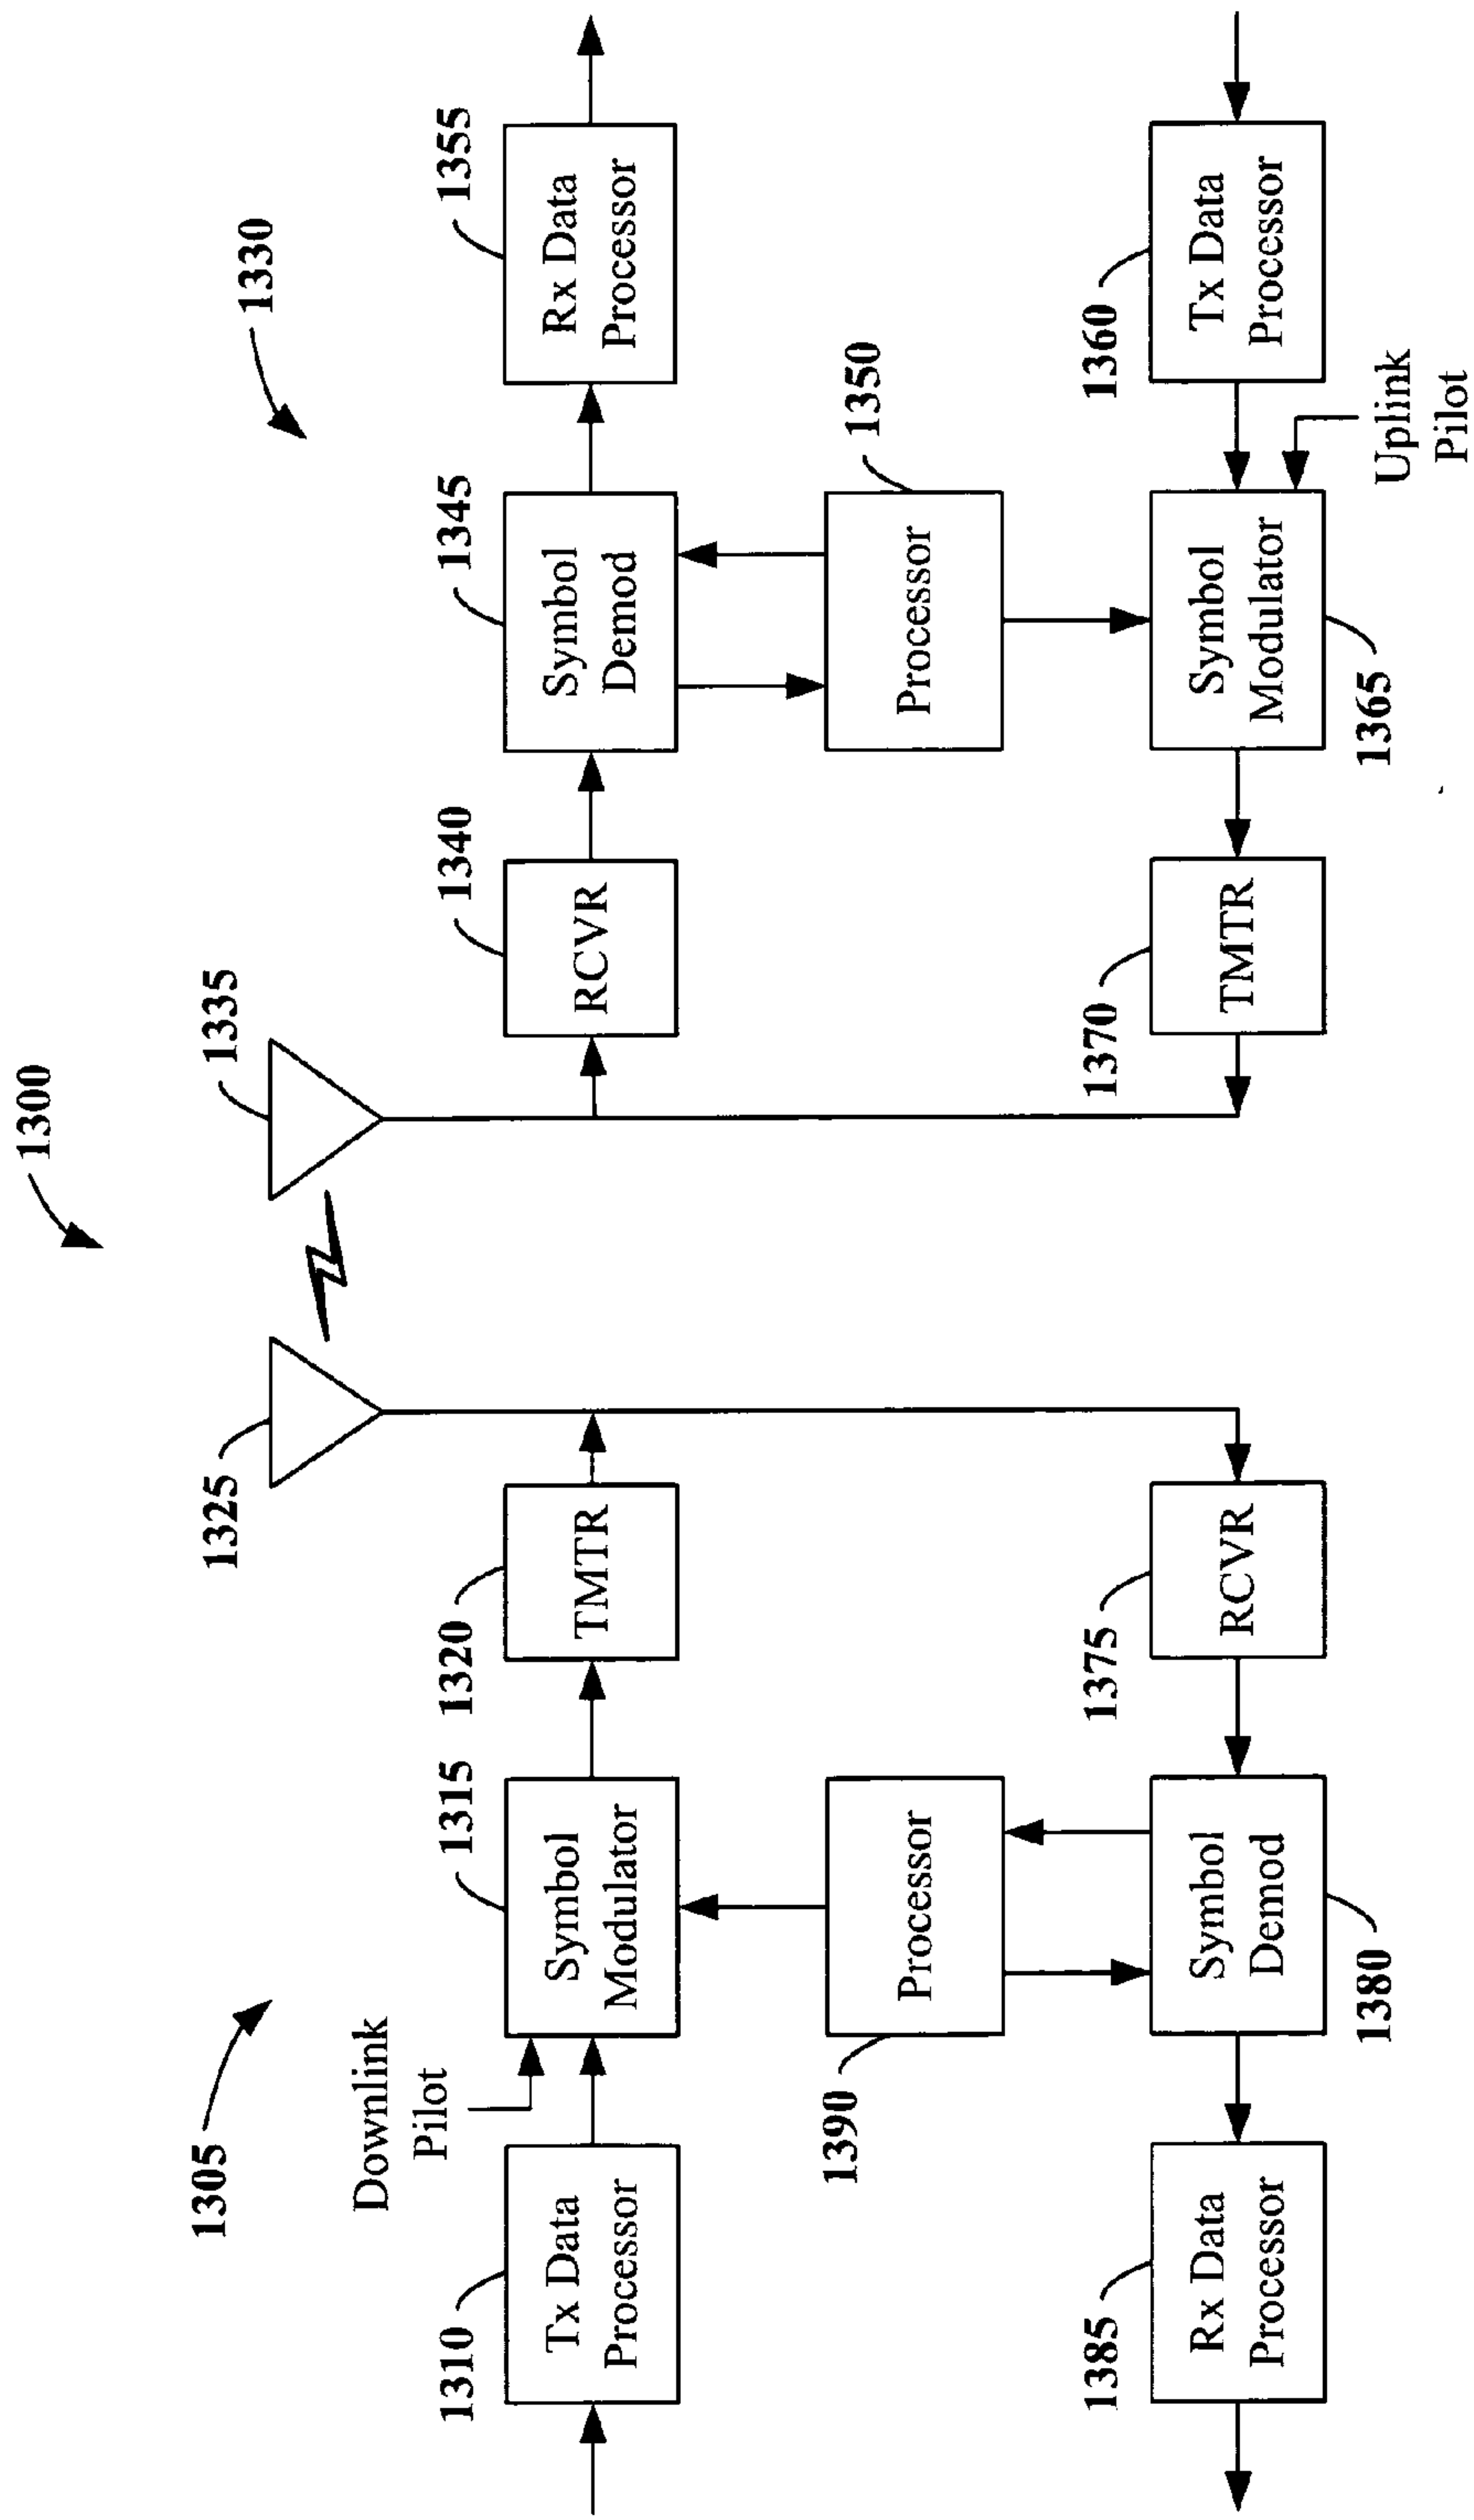 1300
1305
1330
1325
1335
Downlink
Pilot
1310
Tx Data
Processor
1315
Symbol
Modulator
1320
TMTR
1340
RCVR
1345
Symbol
Demod
1355
Rx Data
Processor
1390
Processor
1350
Processor
1385
Rx Data
Processor
1380
Symbol
Demod
1375
RCVR
1370
TMTR
1365
Symbol
Modulator
1360
Tx Data
Processor
Uplink
Pilot